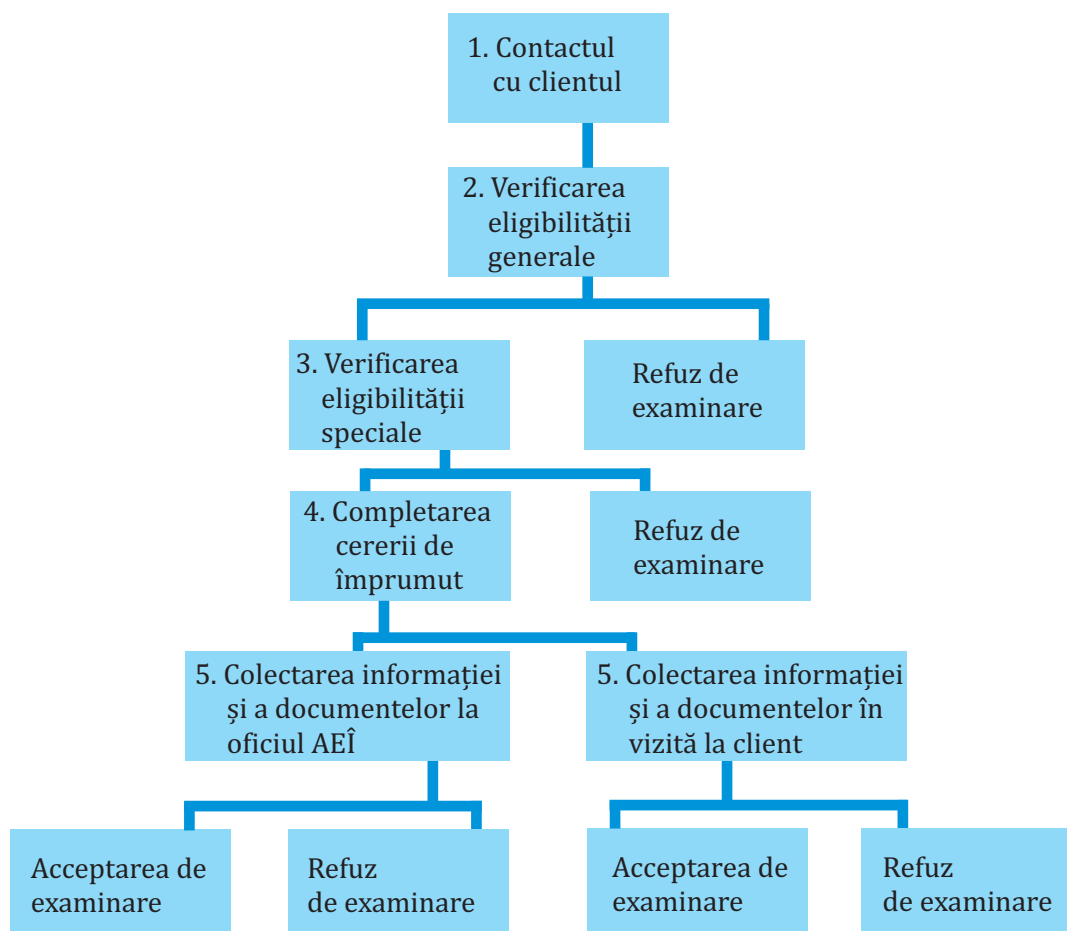 1. Contactul
cu clientul
2. Verificarea
eligibilității
generale
3. Verificarea
eligibilității
speciale
Refuz de
examinare
4. Completarea
cererii de
împrumut
Refuz de
examinare
5. Colectarea informației
și a documentelor la
oficiul AEÎ
5. Colectarea informației
și a documentelor în
vizită la client
Acceptarea de
examinare
Refuz
de examinare
Acceptarea de
examinare
Refuz
de examinare